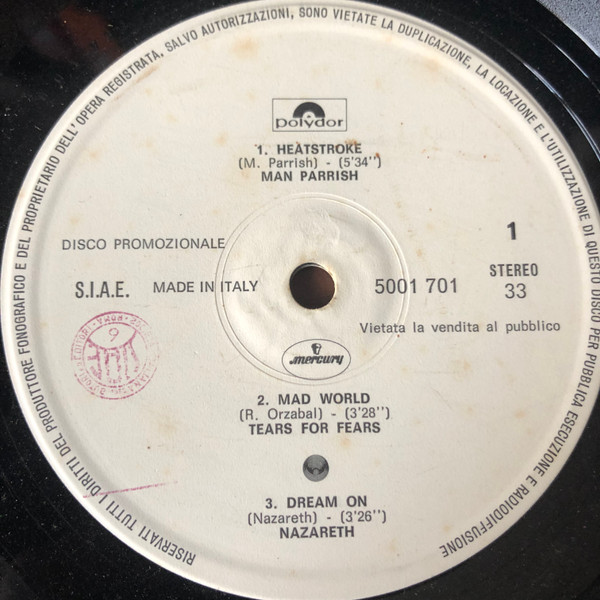 RISERVATI TUTTI I DIRITTI DEL PRODUTTORE FONOGRAFICO E DEL PROPRIETARIO DELL'OPERA REGISTRATA. SALVO AUTORIZZAZIONI, SONO VIETATE LA DUPLICAZIONE, LA LOCAZIONE E L'UTILIZZAZIONE DI QUESTO DISCO PER PUBBLICA ESECUZIONE E RADIODIFFUSIONE
polydor
1. HEATSTROKE
(M. Parrish) - (5'34'')
MAN PARRISH
DISCO PROMOZIONALE
1
S.I.A.E.
MADE IN ITALY
5001 701
STEREO
33
Vietata la vendita al pubblico
mercury
2. MAD WORLD
(R. Orzabal) - (3'28'')
TEARS FOR FEARS
3. DREAM ON
(Nazareth) - (3'26'')
NAZARETH